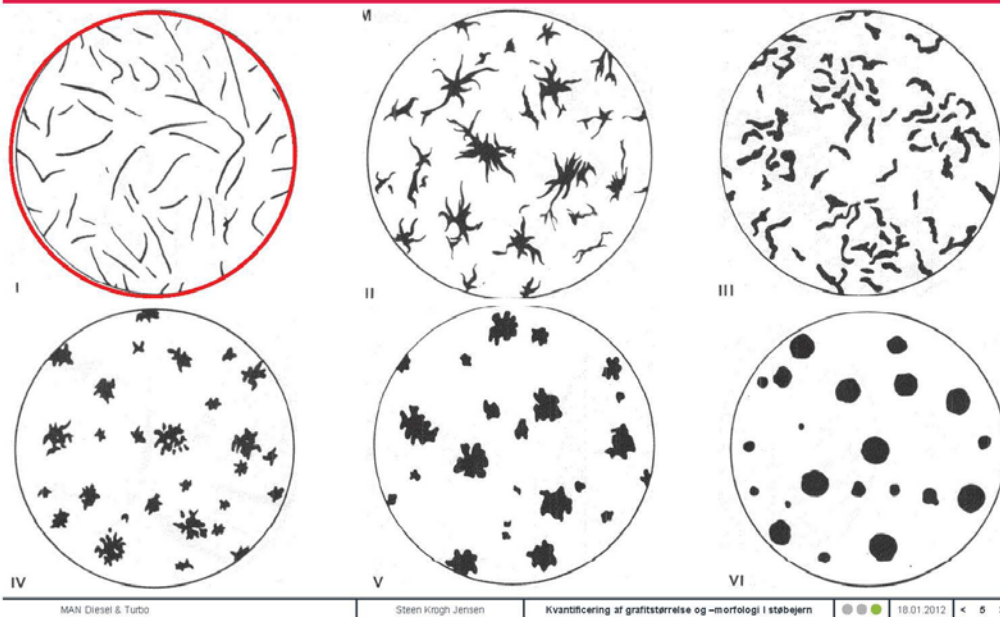 I
II
III
IV
V
VI
MAN Diesel & Turbo
Steen Krogh Jensen
Kvantificering af grafitstørrelse og –morfologi i støbejern
18.01.2012
< 5